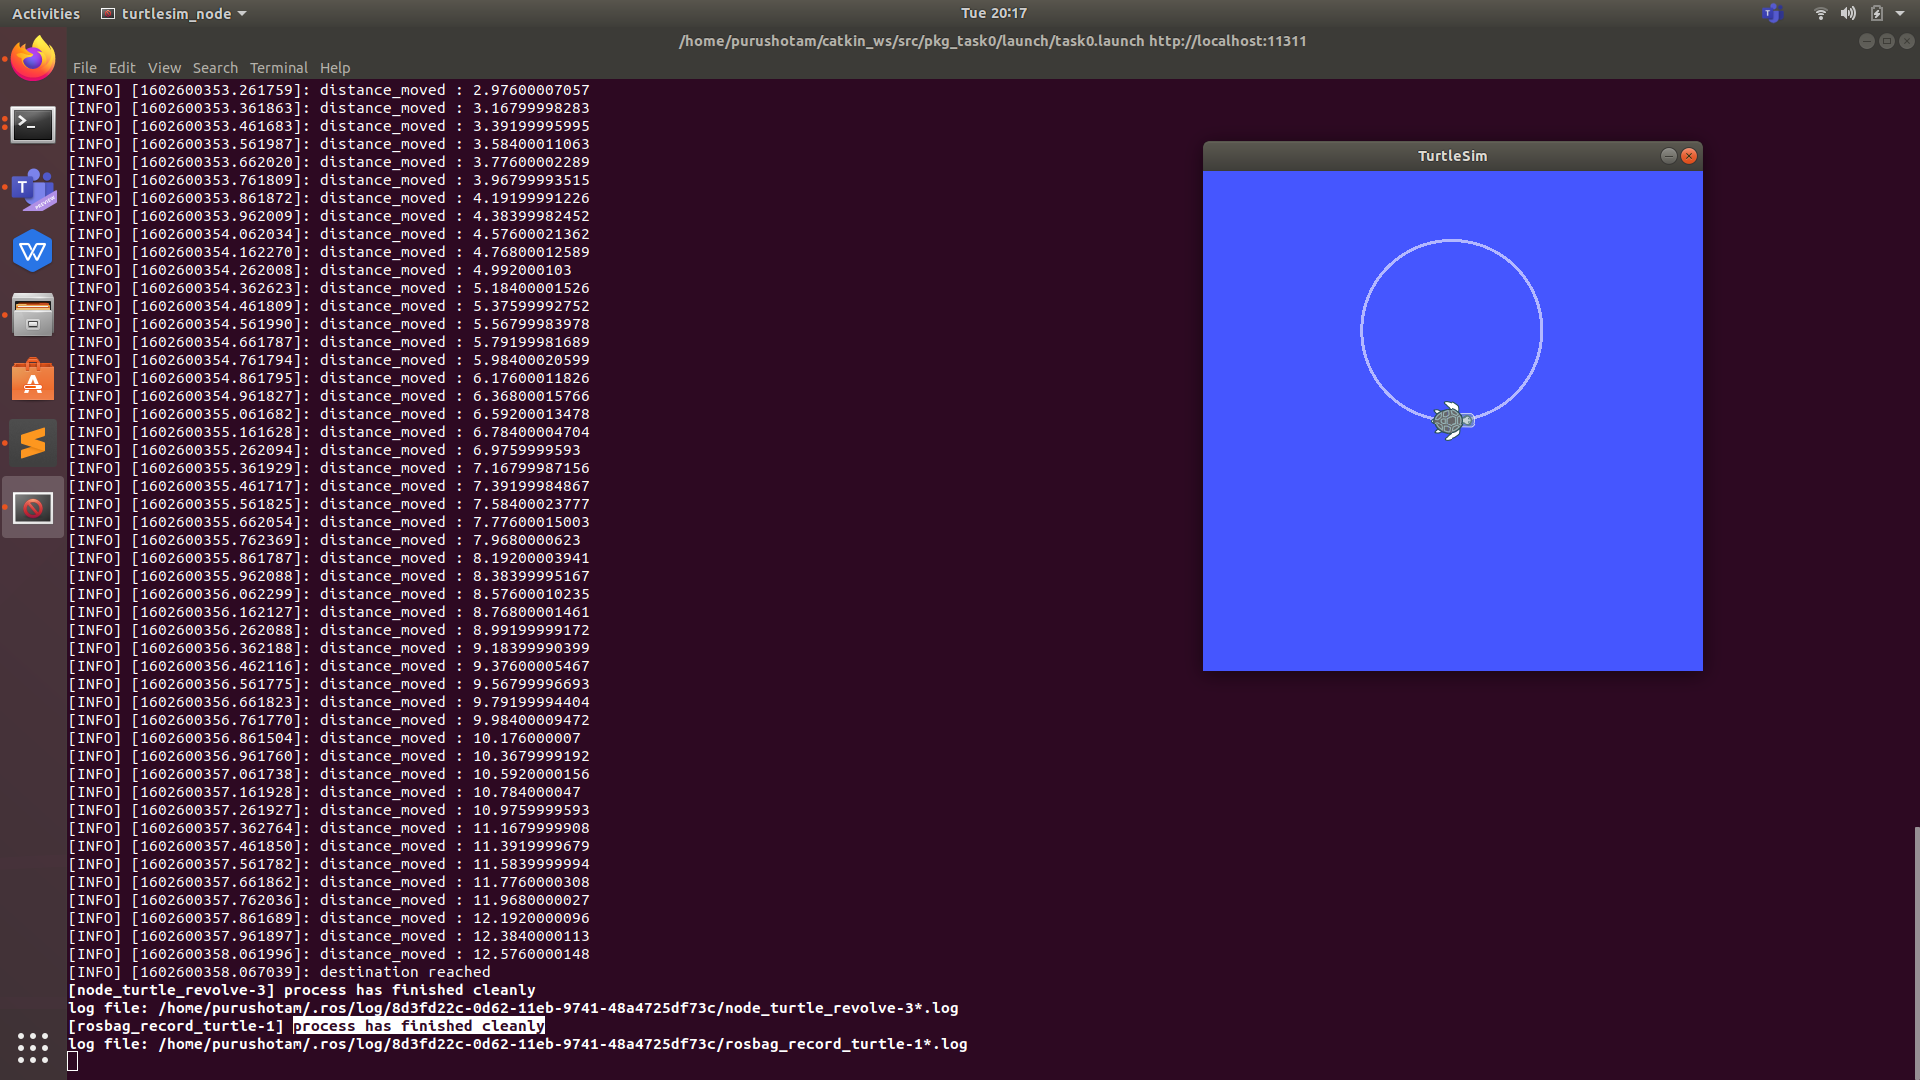 Activities turtlesim_node Tue 20:17
/home/purushotam/catkin_ws/src/pkg_task0/launch/task0.launch http://localhost:11311
File Edit View Search Terminal Help
[INFO] [1602600353.261759]: distance_moved : 2.97600007057
[INFO] [1602600353.361863]: distance_moved : 3.16799998283
[INFO] [1602600353.461683]: distance_moved : 3.39199995995
[INFO] [1602600353.561987]: distance_moved : 3.58400011063
[INFO] [1602600353.662020]: distance_moved : 3.77600002289
[INFO] [1602600353.761809]: distance_moved : 3.96799993515
[INFO] [1602600353.861872]: distance_moved : 4.19199991226
[INFO] [1602600353.962009]: distance_moved : 4.38399982452
[INFO] [1602600354.062034]: distance_moved : 4.57600021362
[INFO] [1602600354.162270]: distance_moved : 4.76800012589
[INFO] [1602600354.262008]: distance_moved : 4.992000103
[INFO] [1602600354.362623]: distance_moved : 5.18400001526
[INFO] [1602600354.461809]: distance_moved : 5.37599992752
[INFO] [1602600354.561990]: distance_moved : 5.56799983978
[INFO] [1602600354.661787]: distance_moved : 5.79199981689
[INFO] [1602600354.761794]: distance_moved : 5.98400020599
[INFO] [1602600354.861795]: distance_moved : 6.17600011826
[INFO] [1602600354.961827]: distance_moved : 6.36800015766
[INFO] [1602600355.061682]: distance_moved : 6.59200013478
[INFO] [1602600355.161628]: distance_moved : 6.78400004704
[INFO] [1602600355.262094]: distance_moved : 6.9759999593
[INFO] [1602600355.361929]: distance_moved : 7.16799987156
[INFO] [1602600355.461717]: distance_moved : 7.39199984867
[INFO] [1602600355.561825]: distance_moved : 7.58400023777
[INFO] [1602600355.662054]: distance_moved : 7.77600015003
[INFO] [1602600355.762369]: distance_moved : 7.9680000623
[INFO] [1602600355.861787]: distance_moved : 8.19200003941
[INFO] [1602600355.962088]: distance_moved : 8.38399995167
[INFO] [1602600356.062299]: distance_moved : 8.57600010235
[INFO] [1602600356.162127]: distance_moved : 8.76800001461
[INFO] [1602600356.262088]: distance_moved : 8.99199999172
[INFO] [1602600356.362188]: distance_moved : 9.18399990399
[INFO] [1602600356.462116]: distance_moved : 9.37600005467
[INFO] [1602600356.561775]: distance_moved : 9.56799996693
[INFO] [1602600356.661823]: distance_moved : 9.79199994404
[INFO] [1602600356.761770]: distance_moved : 9.98400009472
[INFO] [1602600356.861504]: distance_moved : 10.176000007
[INFO] [1602600356.961760]: distance_moved : 10.3679999192
[INFO] [1602600357.061738]: distance_moved : 10.5920000156
[INFO] [1602600357.161928]: distance_moved : 10.784000047
[INFO] [1602600357.261927]: distance_moved : 10.9759999593
[INFO] [1602600357.362764]: distance_moved : 11.1679999908
[INFO] [1602600357.461850]: distance_moved : 11.3919999679
[INFO] [1602600357.561782]: distance_moved : 11.5839999994
[INFO] [1602600357.661862]: distance_moved : 11.7760000308
[INFO] [1602600357.762036]: distance_moved : 11.9680000027
[INFO] [1602600357.861689]: distance_moved : 12.1920000096
[INFO] [1602600357.961897]: distance_moved : 12.3840000113
[INFO] [1602600358.061996]: distance_moved : 12.5760000148
[INFO] [1602600358.067039]: destination reached
[node_turtle_revolve-3] process has finished cleanly
log file: /home/purushotam/.ros/log/8d3fd22c-0d62-11eb-9741-48a4725df73c/node_turtle_revolve-3*.log
[rosbag_record_turtle-1] process has finished cleanly
log file: /home/purushotam/.ros/log/8d3fd22c-0d62-11eb-9741-48a4725df73c/rosbag_record_turtle-1*.log
TurtleSim